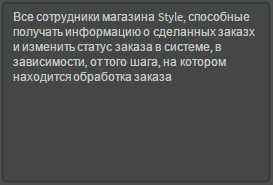 Все сотрудники магазина Style, способные
получать информацию о сделанных заказх
и изменить статус заказа в системе, в
зависимости, от того шага, на котором
находится обработка заказа